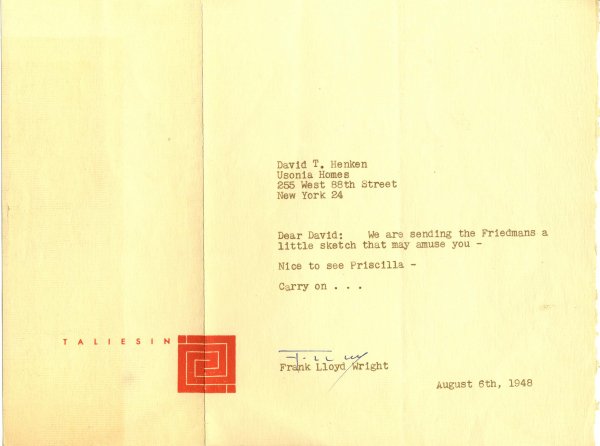 David T. Henken
Usonia Homes
255 West 88th Street
New York 24
Dear David: We are sending the Friedmans a
little sketch that may amuse you -
Nice to see Priscilla -
Carry on . . .
TALIESIN
F.LL.W
Frank Lloyd Wright
August 6th, 1948